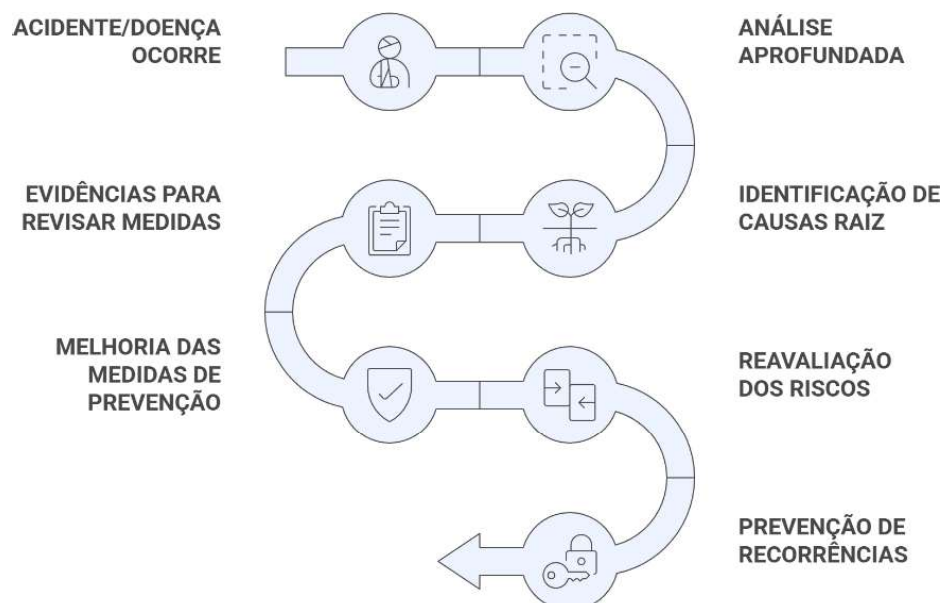 ACIDENTE/DOENÇA
OCORRE
ANÁLISE
APROFUNDADA
IDENTIFICAÇÃO DE
CAUSAS RAIZ
EVIDÊNCIAS PARA
REVISAR MEDIDAS
MELHORIA DAS
MEDIDAS DE
PREVENÇÃO
REAVALIAÇÃO
DOS RISCOS
PREVENÇÃO DE
RECORRÊNCIAS